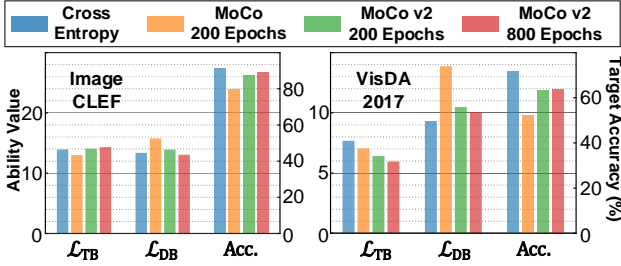 Cross Entropy
MoCo 200 Epochs
MoCo v2 200 Epochs
MoCo v2 800 Epochs
Ability Value
20
10
0
Image
CLEF
80
60
40
20
0
ℒTB
ℒDB
Acc.
10
5
0
VisDA
2017
60
40
20
0
Target Accuracy (%)
ℒTB
ℒDB
Acc.